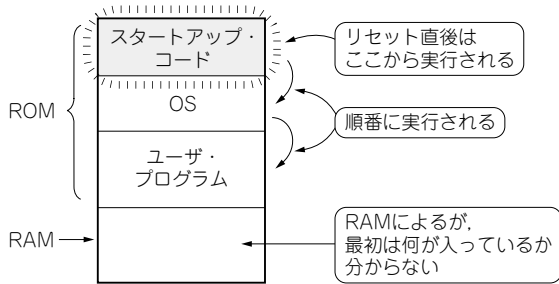 スタートアップ・
コード
リセット直後は
ここから実行される
ROM
OS
順番に実行される
ユーザ・
プログラム
RAM
RAMによるが,
最初は何が入っているか
分からない